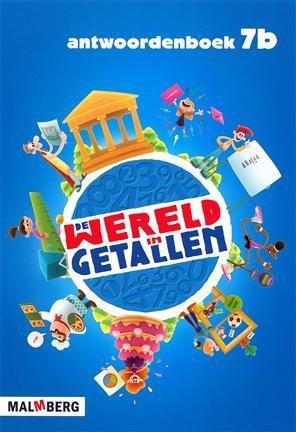 antwoordenboek 7b
DE WERELD
in
GETALLEN
MALMBERG